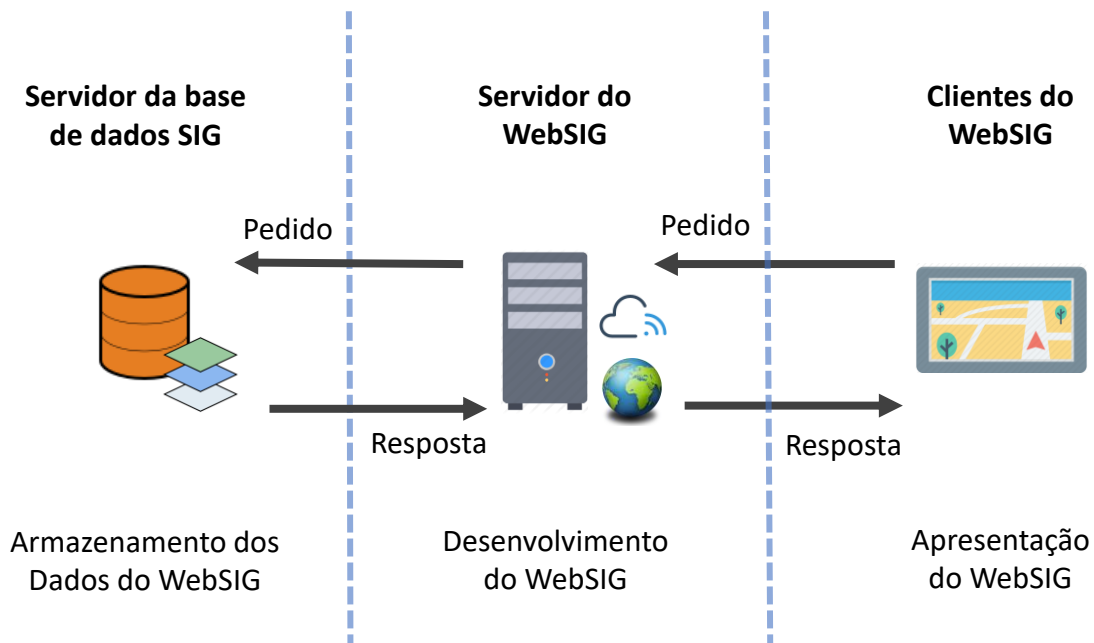 Servidor da base
de dados SIG
Servidor do
WebSIG
Clientes do
WebSIG
Pedido
Pedido
Resposta
Resposta
Armazenamento dos
Dados do WebSIG
Desenvolvimento
do WebSIG
Apresentação
do WebSIG